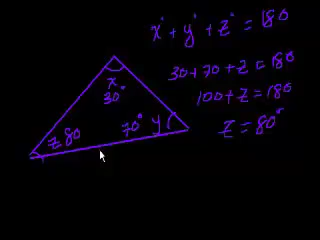 x° + y° + z° = 180
30 + 70 + z = 180
100 + z = 180
z = 80°
x
30°
z 80
70° y